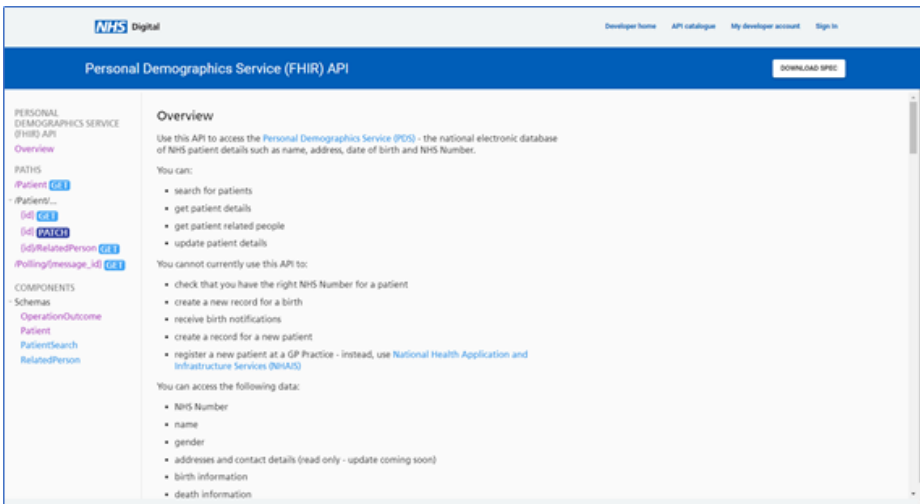 NHS Digital
Developer home API catalogue My developer account Sign In
Personal Demographics Service (FHIR) API
DOWNLOAD SPEC
PERSONAL
DEMOGRAPHICS SERVICE
(FHIR) API
Overview
PATHS
/Patient GET
- /Patient/...
{id} GET
{id} PATCH
{id}/RelatedPerson GET
/Polling/{message_id} GET
COMPONENTS
- Schemas
OperationOutcome
Patient
PatientSearch
RelatedPerson
Overview
Use this API to access the Personal Demographics Service (PDS) - the national electronic database
of NHS patient details such as name, address, date of birth and NHS Number.
You can:
▪ search for patients
▪ get patient details
▪ get patient related people
▪ update patient details
You cannot currently use this API to:
▪ check that you have the right NHS Number for a patient
▪ create a new record for a birth
▪ receive birth notifications
▪ create a record for a new patient
▪ register a new patient at a GP Practice - instead, use National Health Application and
Infrastructure Services (NHAIS)
You can access the following data:
▪ NHS Number
▪ name
▪ gender
▪ addresses and contact details (read only - update coming soon)
▪ birth information
▪ death information